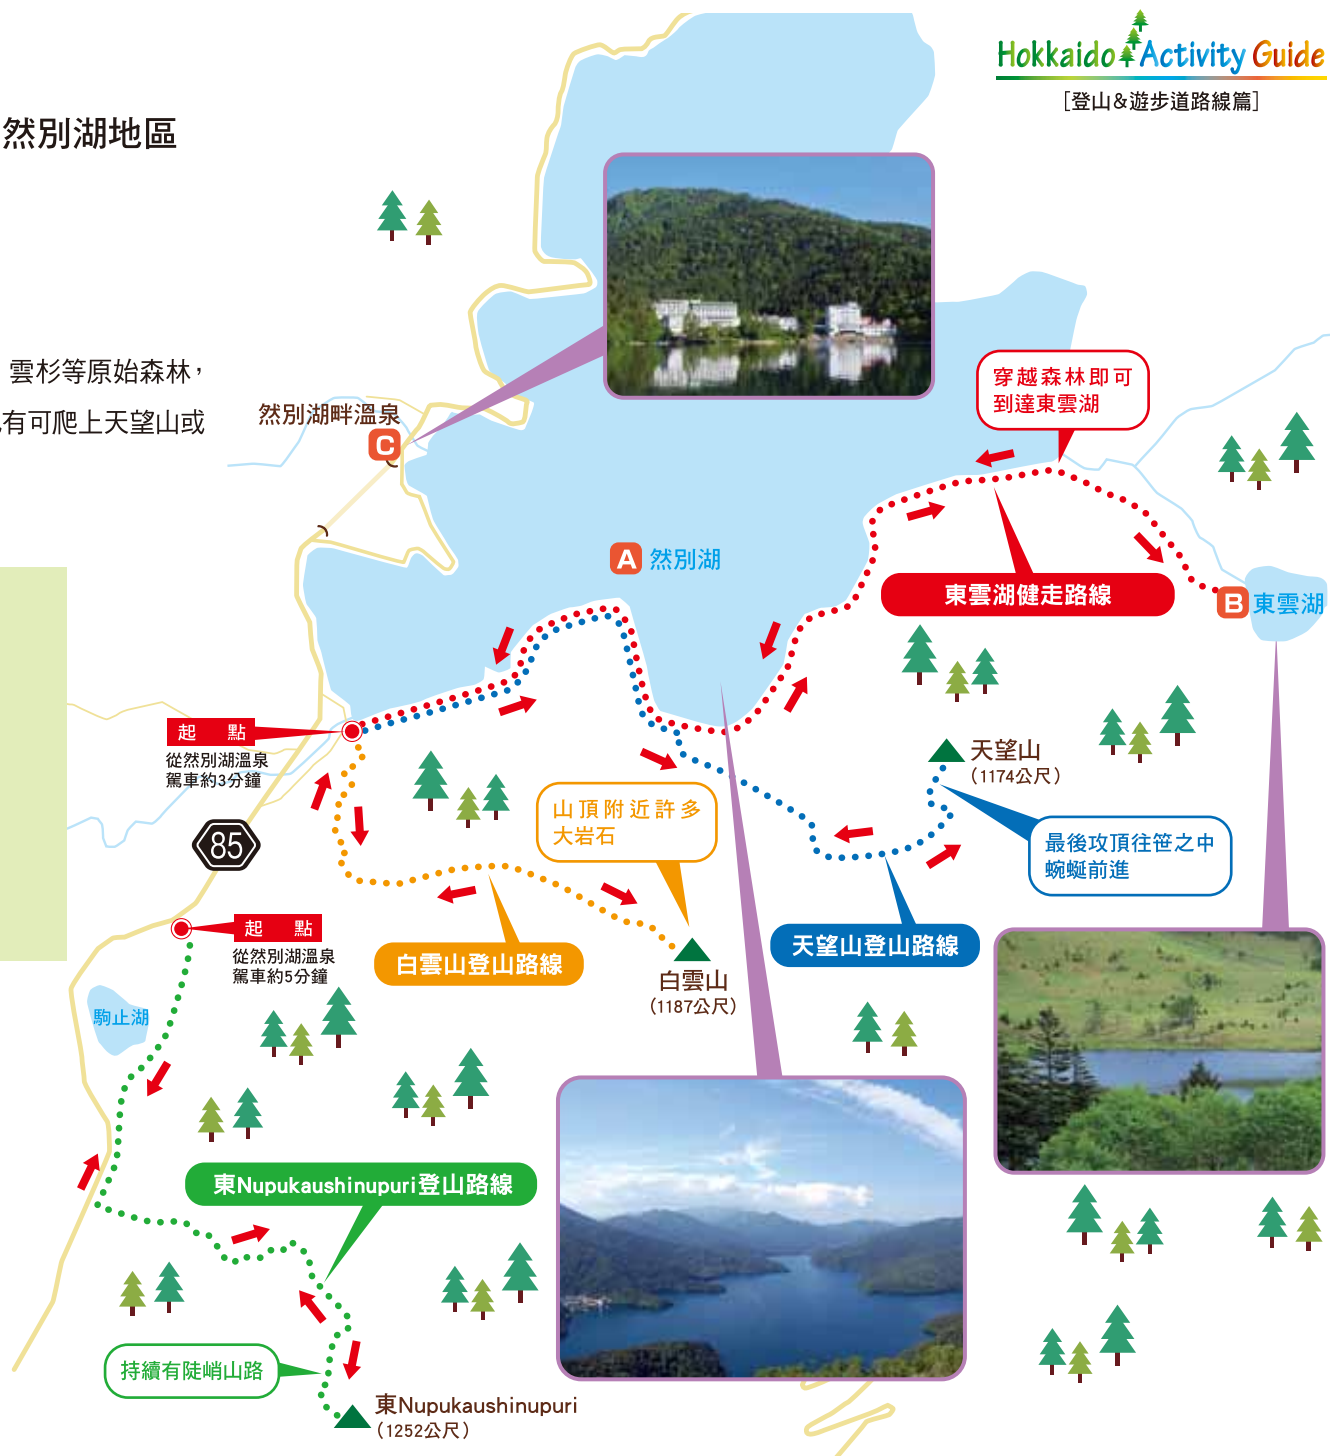 Hokkaido Activity Guide
［登山&遊步道路線篇］
然別湖地區
雲杉等原始森林，
有可爬上天望山或
然別湖畔溫泉
C
穿越森林即可
到達東雲湖
A 然別湖
東雲湖健走路線
B 東雲湖
起 點
從然別湖溫泉
駕車約3分鐘
天望山
（1174公尺）
山頂附近許多
大岩石
最後攻頂往笹之中
蜿蜒前進
85
起 點
從然別湖溫泉
駕車約5分鐘
白雲山登山路線
天望山登山路線
白雲山
（1187公尺）
駒止湖
東Nupukaushinupuri登山路線
持續有陡峭山路
東Nupukaushinupuri
（1252公尺）